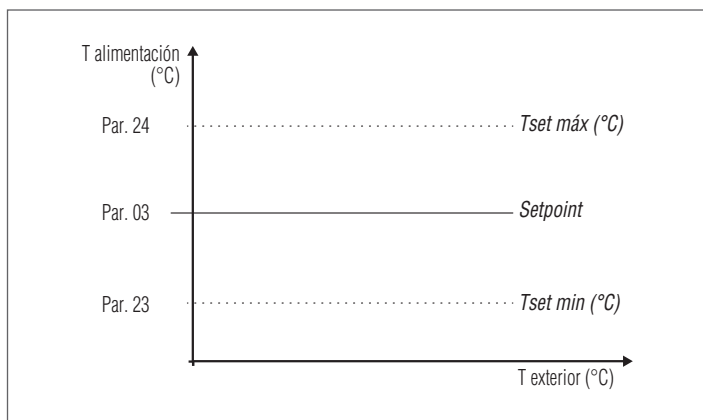 T alimentación
(°C)
Par. 24
Tset máx (°C)
Par. 03
Setpoint
Par. 23
Tset min (°C)
T exterior (°C)